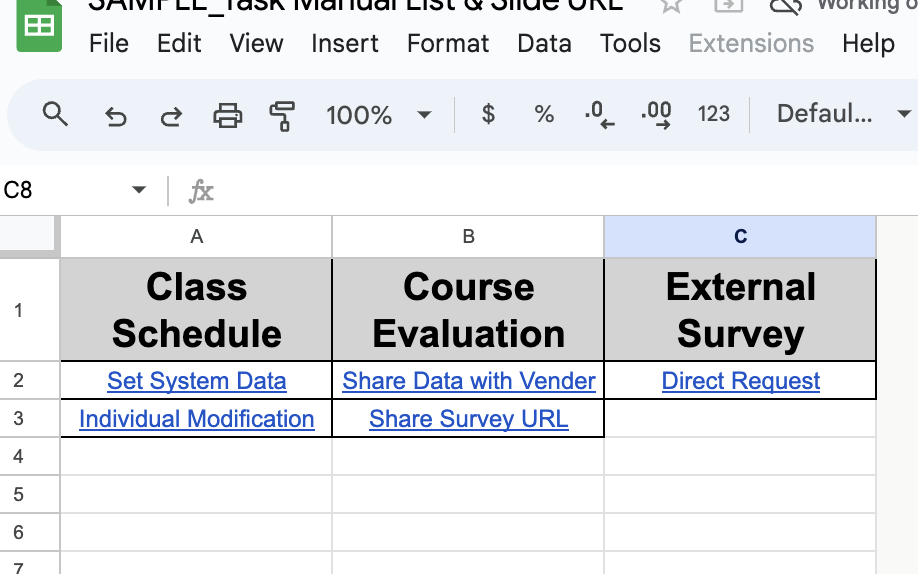 SAMPLE_Task Manual List & Slide URL
Working o
File Edit View Insert Format Data Tools Extensions Help
100% $ % .0 .00 123 Defaul...
C8 fx
A B C
1 Class Schedule Course Evaluation External Survey
2 Set System Data Share Data with Vender Direct Request
3 Individual Modification Share Survey URL
4
5
6
7